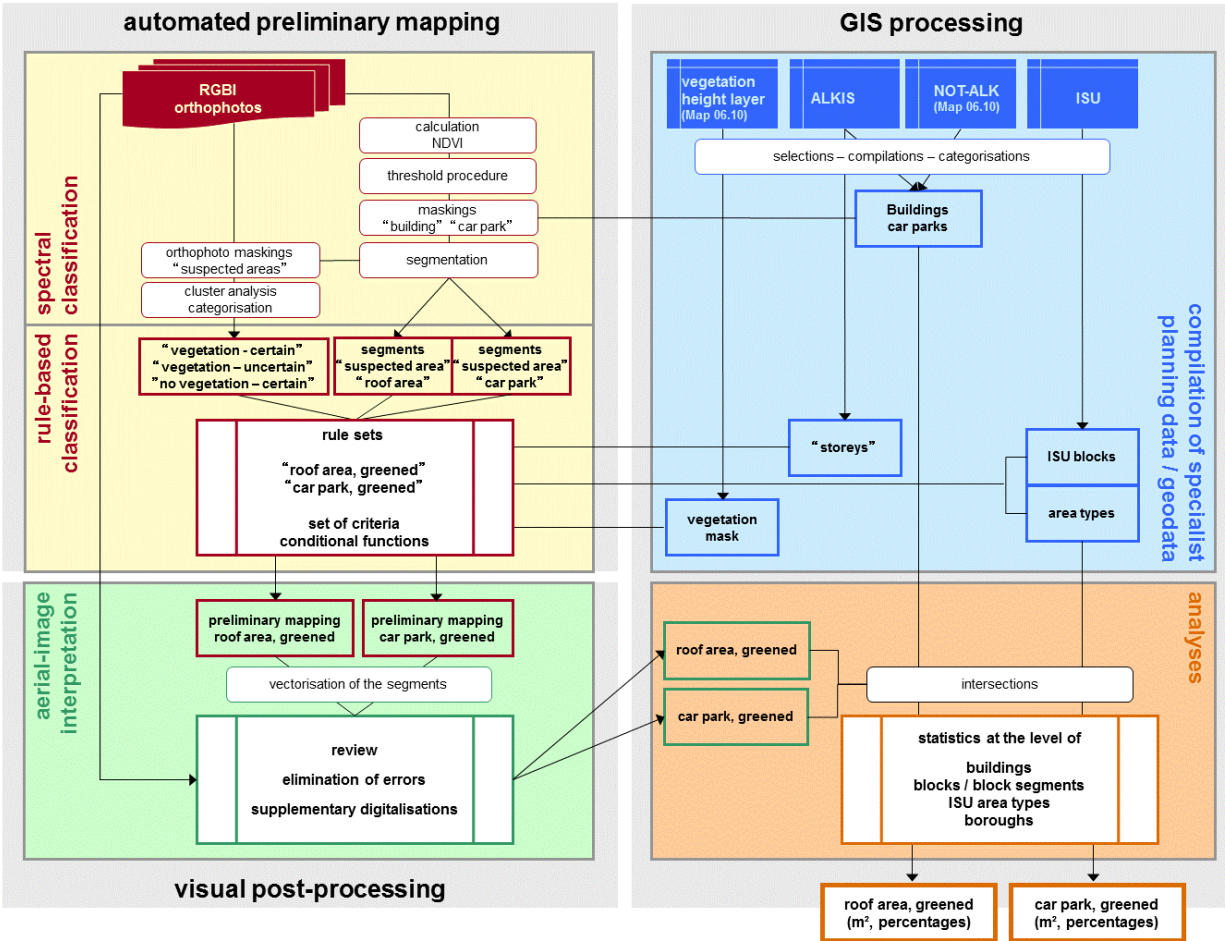 automated preliminary mapping
spectral
classification
rule-based
classification
RGBI
orthophotos
calculation
NDVI
threshold procedure
maskings
“building” “car park”
segmentation
orthophoto maskings
“suspected areas”
cluster analysis
categorisation
“vegetation - certain”
“vegetation – uncertain”
“no vegetation – certain”
segments
“suspected area”
“roof area”
segments
“suspected area”
“car park”
rule sets
“roof area, greened”
“car park, greened”
set of criteria
conditional functions
aerial-image
interpretation
preliminary mapping
roof area, greened
preliminary mapping
car park, greened
vectorisation of the segments
review
elimination of errors
supplementary digitalisations
visual post-processing
GIS processing
vegetation
height layer
(Map 06.10)
ALKIS
NOT-ALK
(Map 06.10)
ISU
selections – compilations – categorisations
Buildings
car parks
“storeys”
ISU blocks
area types
vegetation
mask
compilation of specialist
planning data / geodata
analyses
roof area, greened
car park, greened
intersections
statistics at the level of
buildings
blocks / block segments
ISU area types
boroughs
roof area, greened
(m², percentages)
car park, greened
(m², percentages)